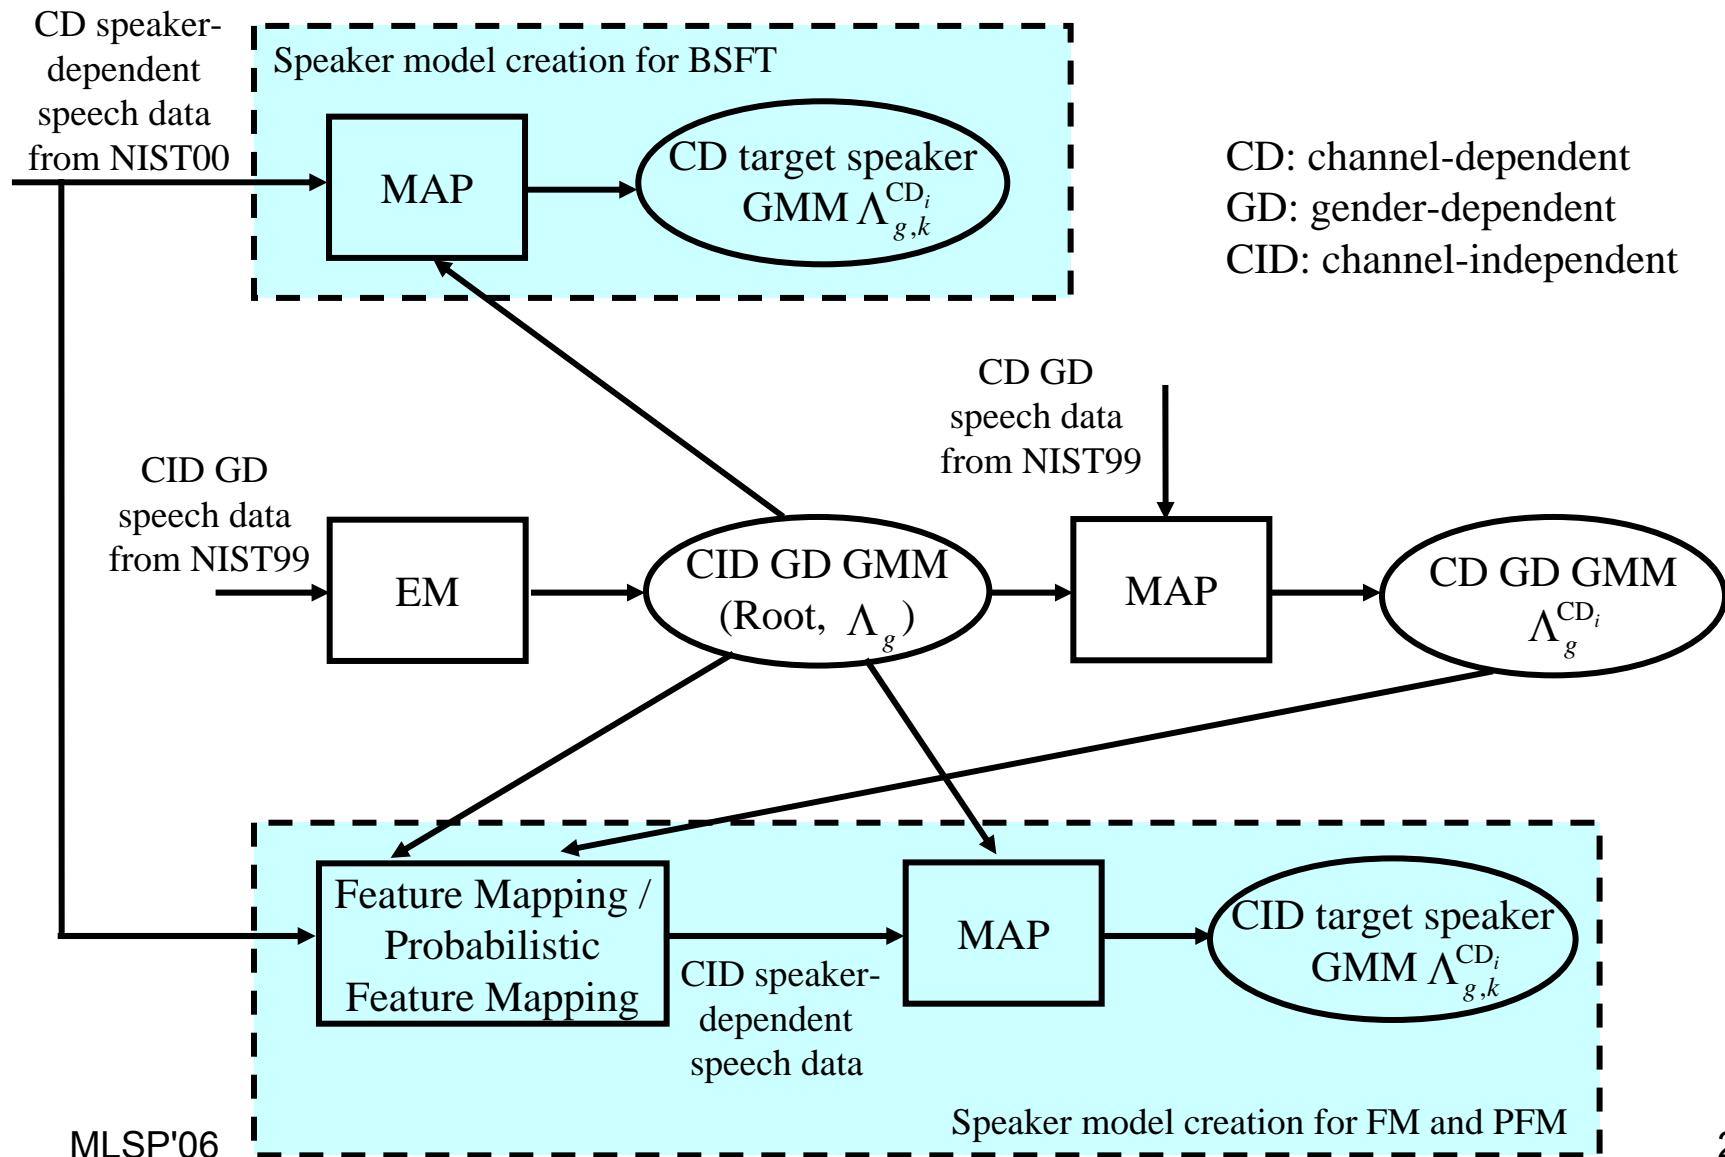 CD speaker-
dependent
speech data
from NIST00
Speaker model creation for BSFT
MAP
CD target speaker
GMM Λ_{g,k}^{CD_i}
CD: channel-dependent
GD: gender-dependent
CID: channel-independent
CD GD
speech data
from NIST99
CID GD
speech data
from NIST99
EM
CID GD GMM
(Root, Λ_g)
MAP
CD GD GMM
Λ_g^{CD_i}
Feature Mapping /
Probabilistic
Feature Mapping
CID speaker-
dependent
speech data
MAP
CID target speaker
GMM Λ_{g,k}^{CD_i}
Speaker model creation for FM and PFM
MLSP'06